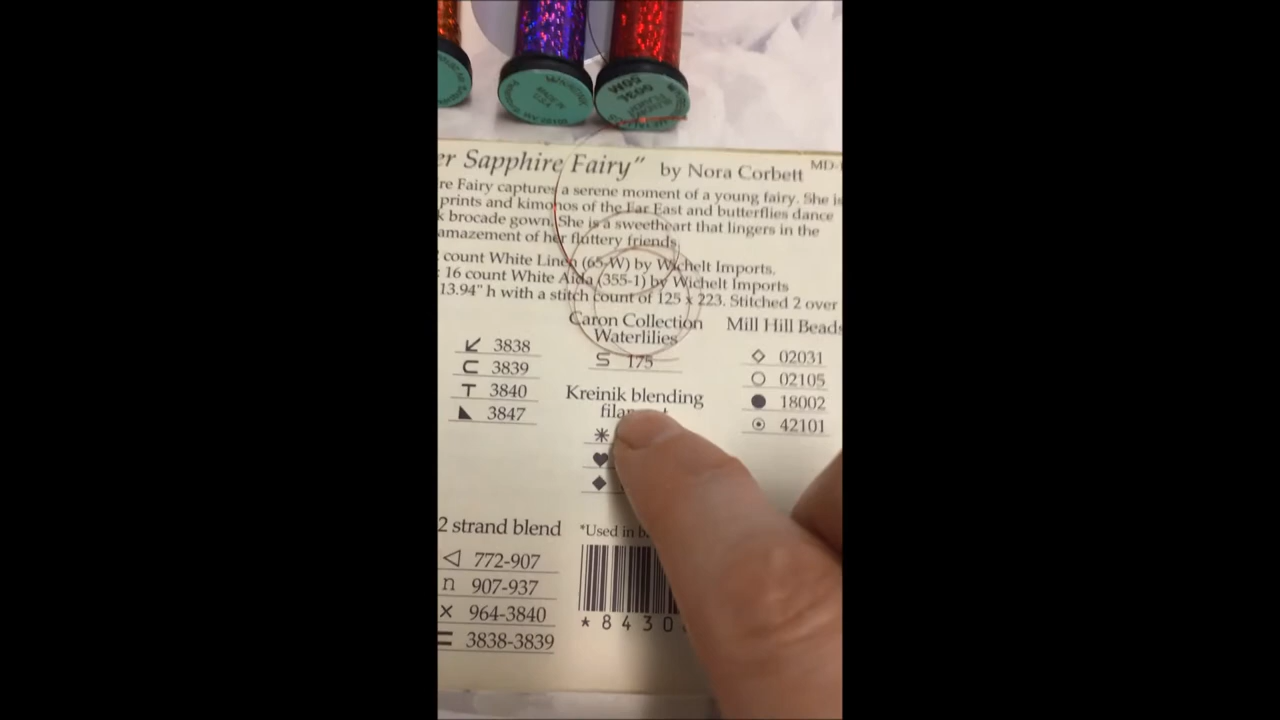 50M
003L
er Sapphire Fairy" by Nora Corbett MD-
re Fairy captures a serene moment of a young fairy. She is
prints and kimonos of the Far East and butterflies dance
k brocade gown. She is a sweetheart that lingers in the
amazement of her fluttery friends.
count White Linen (65-W) by Wichelt Imports.
: 16 count White Aida (355-1) by Wichelt Imports
13.94" h with a stitch count of 125 x 223. Stitched 2 over
Caron Collection
Waterlilies
S 175
3838
3839
3840
3847
Kreinik blending
Mill Hill Beads
02031
02105
18002
42101
2 strand blend
772-907
n 907-937
x 964-3840
= 3838-3839
*Used in
*8430